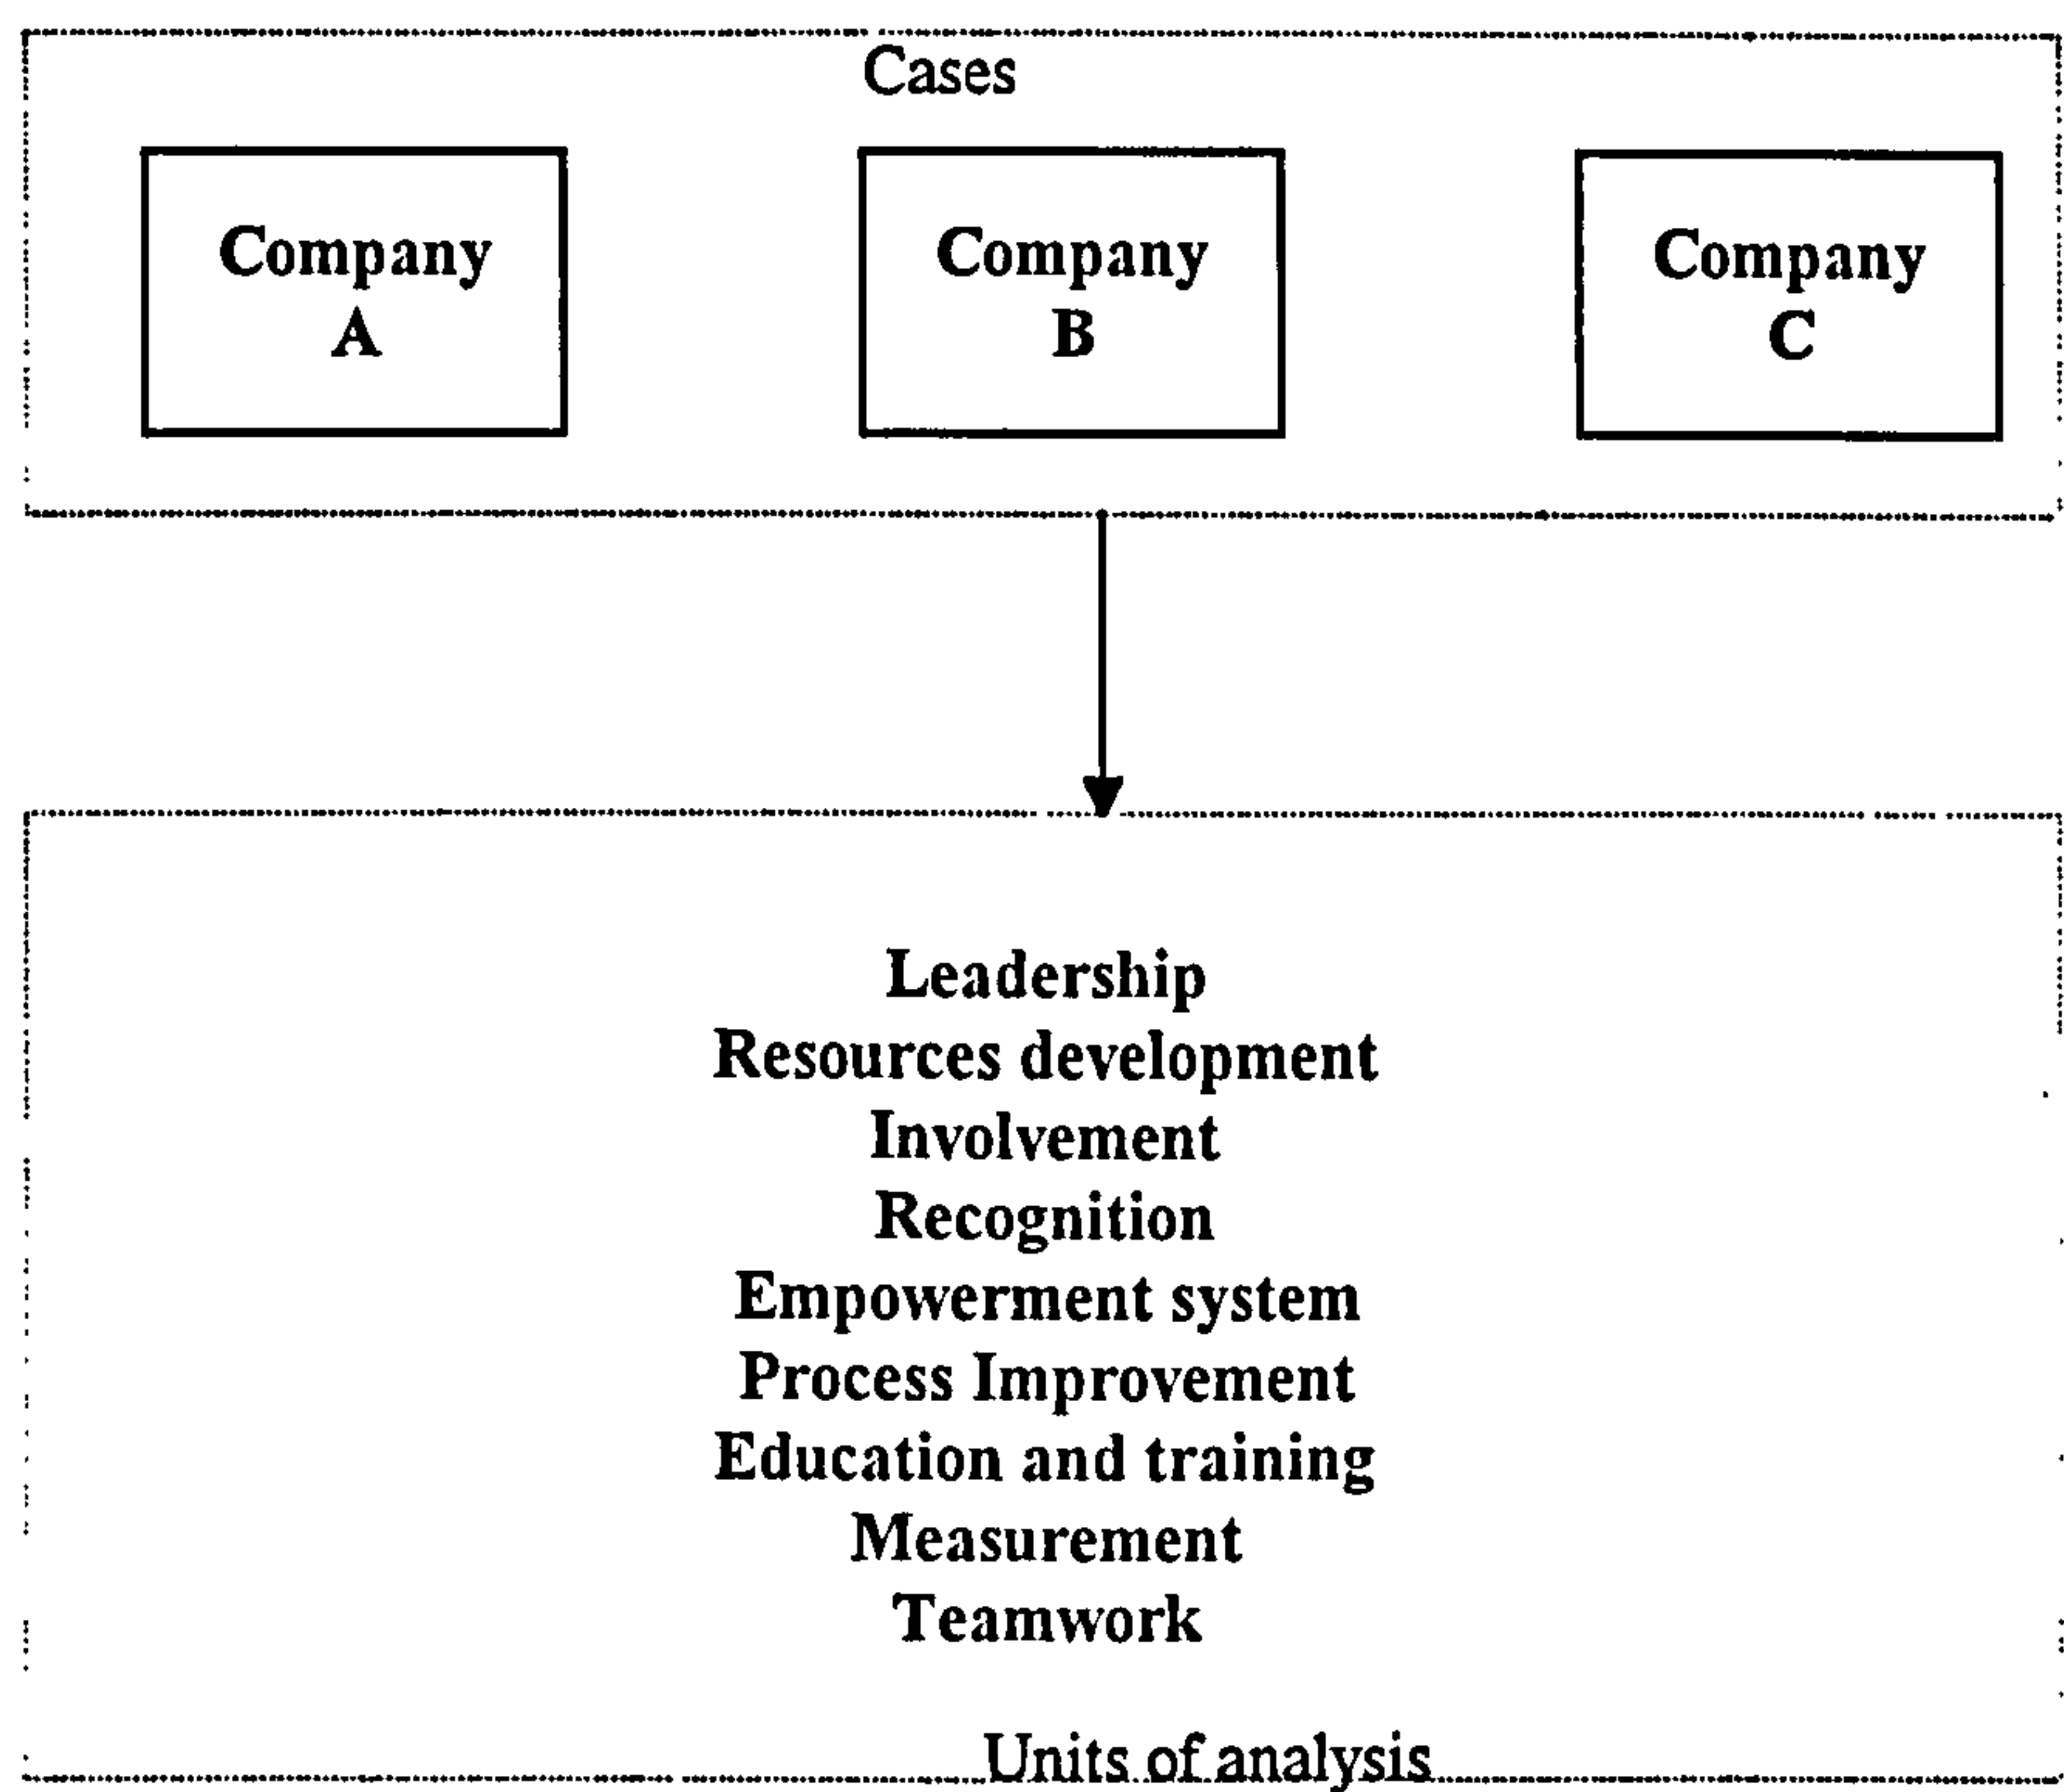 Cases
Company
A
Company
B
Company
C
Leadership
Resources development
Involvement
Recognition
Empowerment system
Process Improvement
Education and training
Measurement
Teamwork
Units of analysis